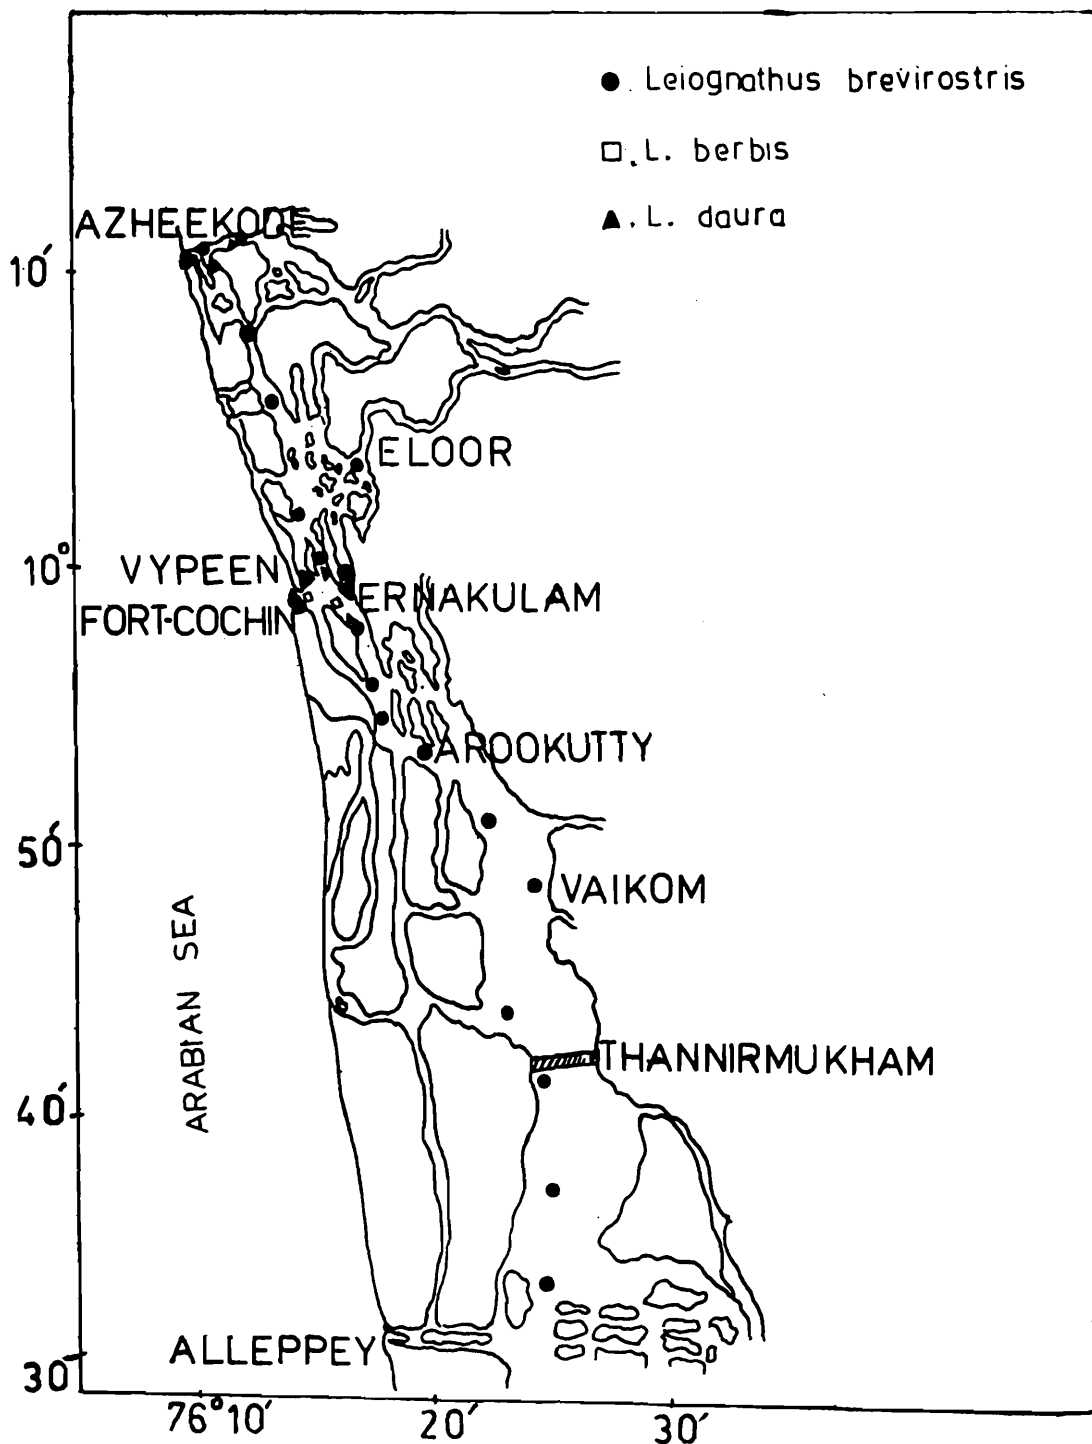 ●. Leiognathus brevirostris
□. L. berbis
▲. L. daura
AZHEEKODE
10′
ELOOR
10°
VYPEEN
ERNAKULAM
FORT-COCHIN
AROOKUTTY
50′
VAIKOM
ARABIAN SEA
THANNIRMUKHAM
40′
ALLEPPEY
30′
76° 10′ 20′ 30′